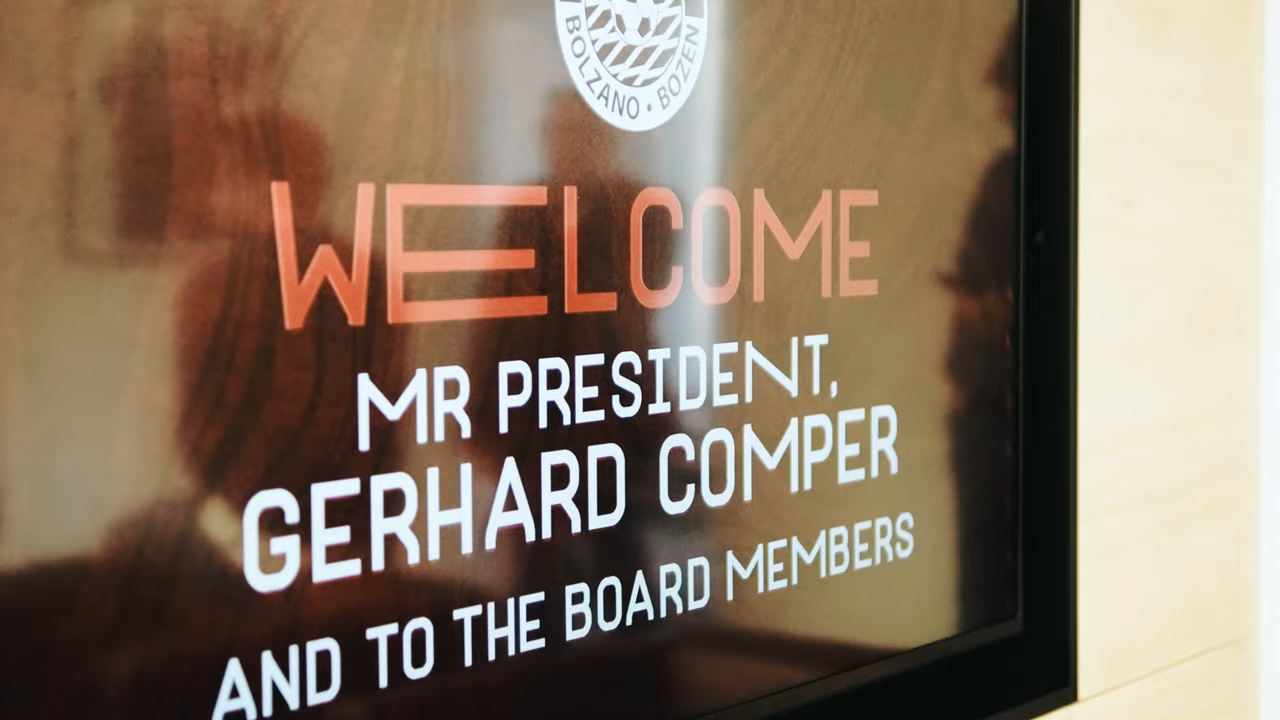 BOLZANO • BOZEN
WELCOME
MR PRESIDENT,
GERHARD COMPER
AND TO THE BOARD MEMBERS